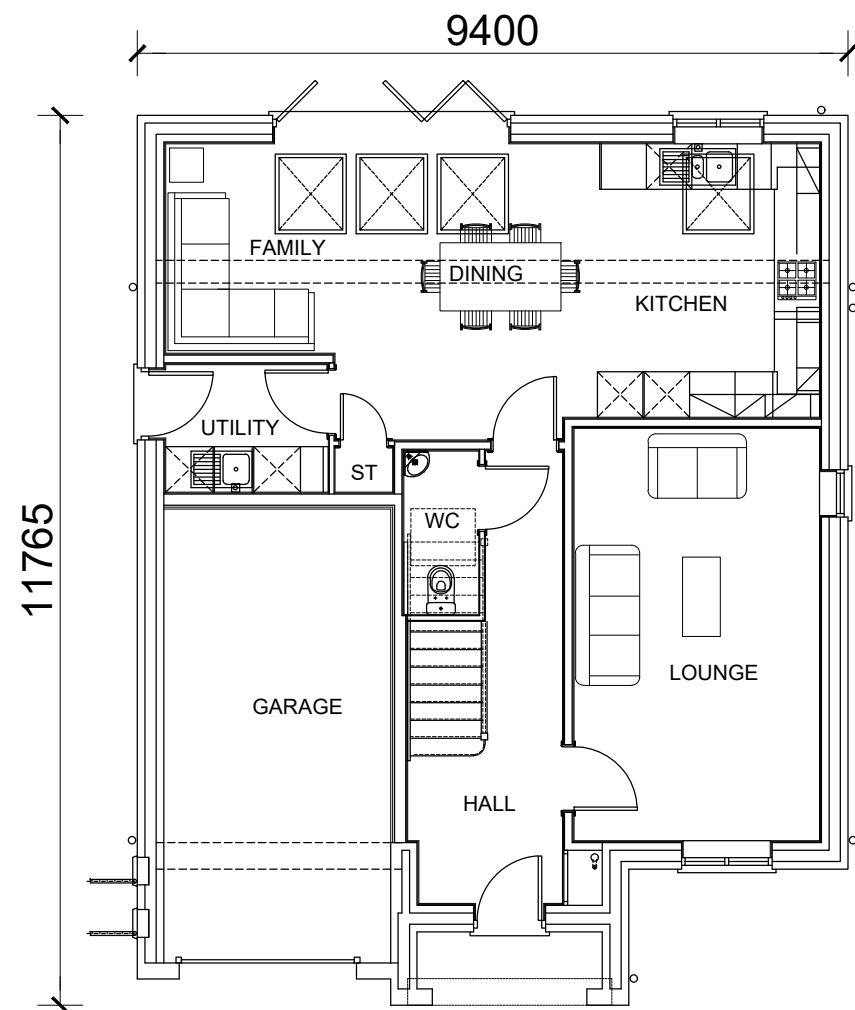 9400
FAMILY
DINING
KITCHEN
UTILITY
ST
WC
11765
LOUNGE
GARAGE
HALL